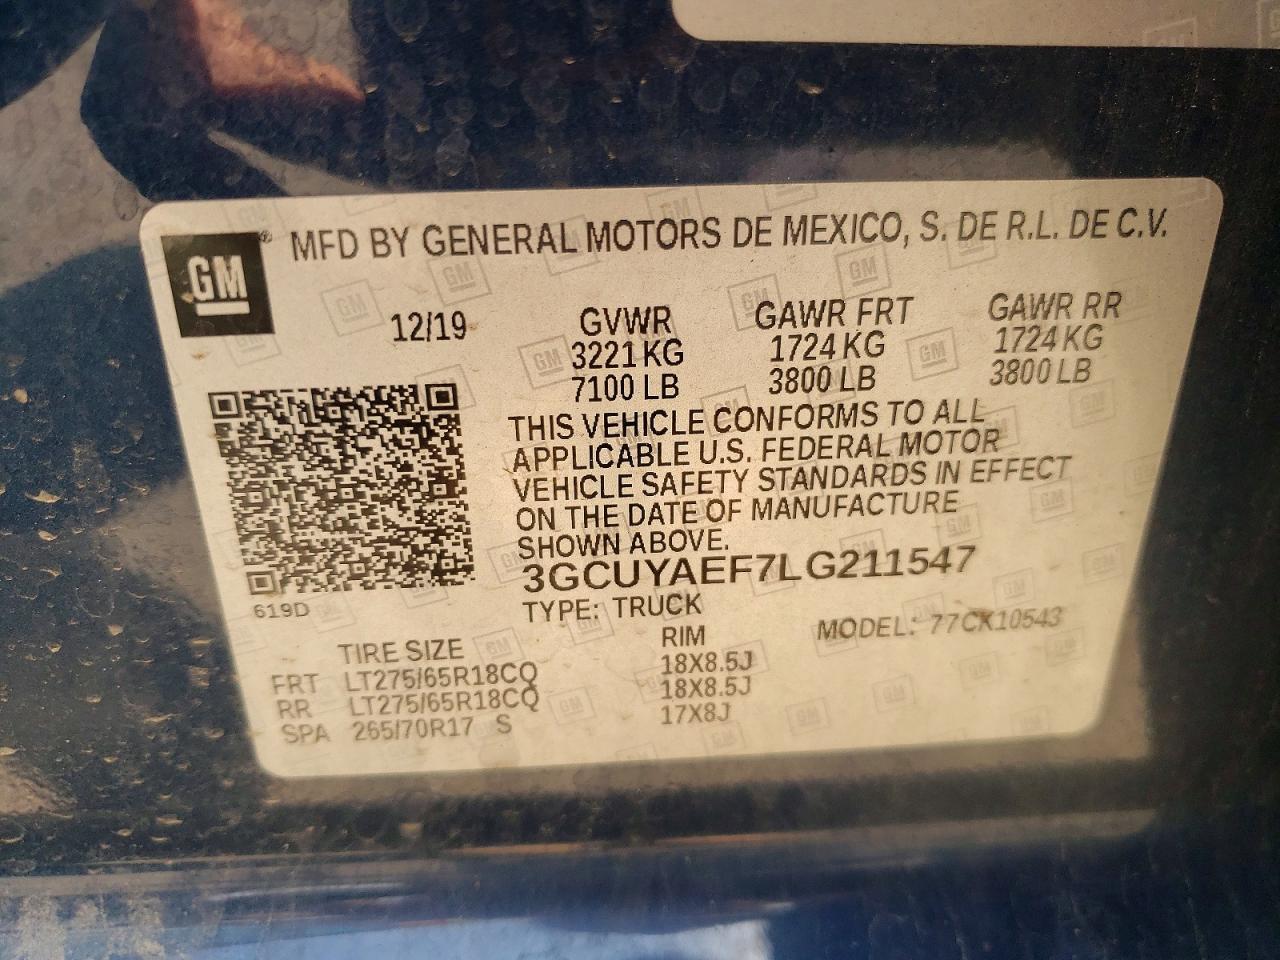 GM® MFD BY GENERAL MOTORS DE MEXICO, S. DE R.L. DE C.V.
12/19 GVWR GAWR FRT GAWR RR
3221 KG 1724 KG 1724 KG
7100 LB 3800 LB 3800 LB
THIS VEHICLE CONFORMS TO ALL
APPLICABLE U.S. FEDERAL MOTOR
VEHICLE SAFETY STANDARDS IN EFFECT
ON THE DATE OF MANUFACTURE
SHOWN ABOVE.
3GCUYAEF7LG211547
619D
TYPE: TRUCK
MODEL: 77CK10543
TIRE SIZE RIM
FRT LT275/65R18CQ 18X8.5J
RR LT275/65R18CQ 18X8.5J
SPA 265/70R17 S 17X8J